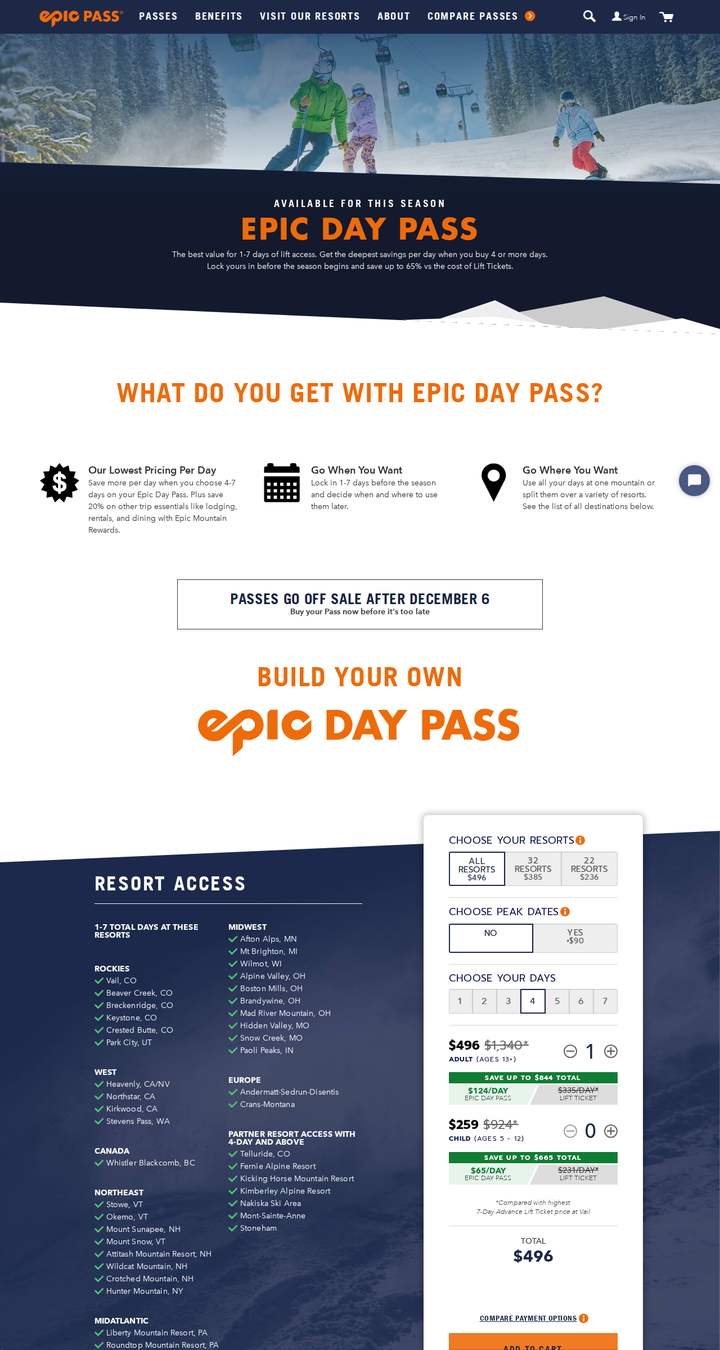 epic PASS
PASSES
BENEFITS
VISIT OUR RESORTS
ABOUT
COMPARE PASSES
Sign In
AVAILABLE FOR THIS SEASON
EPIC DAY PASS
The best value for 1-7 days of lift access. Get the deepest savings per day when you buy 4 or more days.
Lock yours in before the season begins and save up to 65% vs the cost of Lift Tickets.
WHAT DO YOU GET WITH EPIC DAY PASS?
Our Lowest Pricing Per Day
Save more per day when you choose 4-7
days on your Epic Day Pass. Plus save
20% on other trip essentials like lodging,
rentals, and dining with Epic Mountain
Rewards.
Go When You Want
Lock in 1-7 days before the season
and decide when and where to use
them later.
Go Where You Want
Use all your days at one mountain or
split them over a variety of resorts.
See the list of all destinations below.
PASSES GO OFF SALE AFTER DECEMBER 6
Buy your Pass now before it's too late
BUILD YOUR OWN
epic DAY PASS
RESORT ACCESS
1-7 TOTAL DAYS AT THESE
RESORTS
ROCKIES
Vail, CO
Beaver Creek, CO
Breckenridge, CO
Keystone, CO
Crested Butte, CO
Park City, UT
WEST
Heavenly, CA/NV
Northstar, CA
Kirkwood, CA
Stevens Pass, WA
CANADA
Whistler Blackcomb, BC
NORTHEAST
Stowe, VT
Okemo, VT
Mount Sunapee, NH
Mount Snow, VT
Attitash Mountain Resort, NH
Wildcat Mountain, NH
Crotched Mountain, NH
Hunter Mountain, NY
MIDATLANTIC
Liberty Mountain Resort, PA
Roundtop Mountain Resort, PA
MIDWEST
Afton Alps, MN
Mt Brighton, MI
Wilmot, WI
Alpine Valley, OH
Boston Mills, OH
Brandywine, OH
Mad River Mountain, OH
Hidden Valley, MO
Snow Creek, MO
Paoli Peaks, IN
EUROPE
Andermatt-Sedrun-Disentis
Crans-Montana
PARTNER RESORT ACCESS WITH
4-DAY AND ABOVE
Telluride, CO
Fernie Alpine Resort
Kicking Horse Mountain Resort
Kimberley Alpine Resort
Nakiska Ski Area
Mont-Sainte-Anne
Stoneham
CHOOSE YOUR RESORTS
ALL RESORTS $496
32 RESORTS $385
22 RESORTS $236
CHOOSE PEAK DATES
NO
YES +$90
CHOOSE YOUR DAYS
1 2 3 4 5 6 7
$496 $1,340*
ADULT (AGES 13+)
1
SAVE UP TO $844 TOTAL
$124/DAY $335/DAY*
EPIC DAY PASS LIFT TICKET
$259 $924*
CHILD (AGES 5 - 12)
0
SAVE UP TO $665 TOTAL
$65/DAY $231/DAY*
EPIC DAY PASS LIFT TICKET
*Compared with highest
7-Day Advance Lift Ticket price at Vail
TOTAL
$496
COMPARE PAYMENT OPTIONS
ADD TO CART